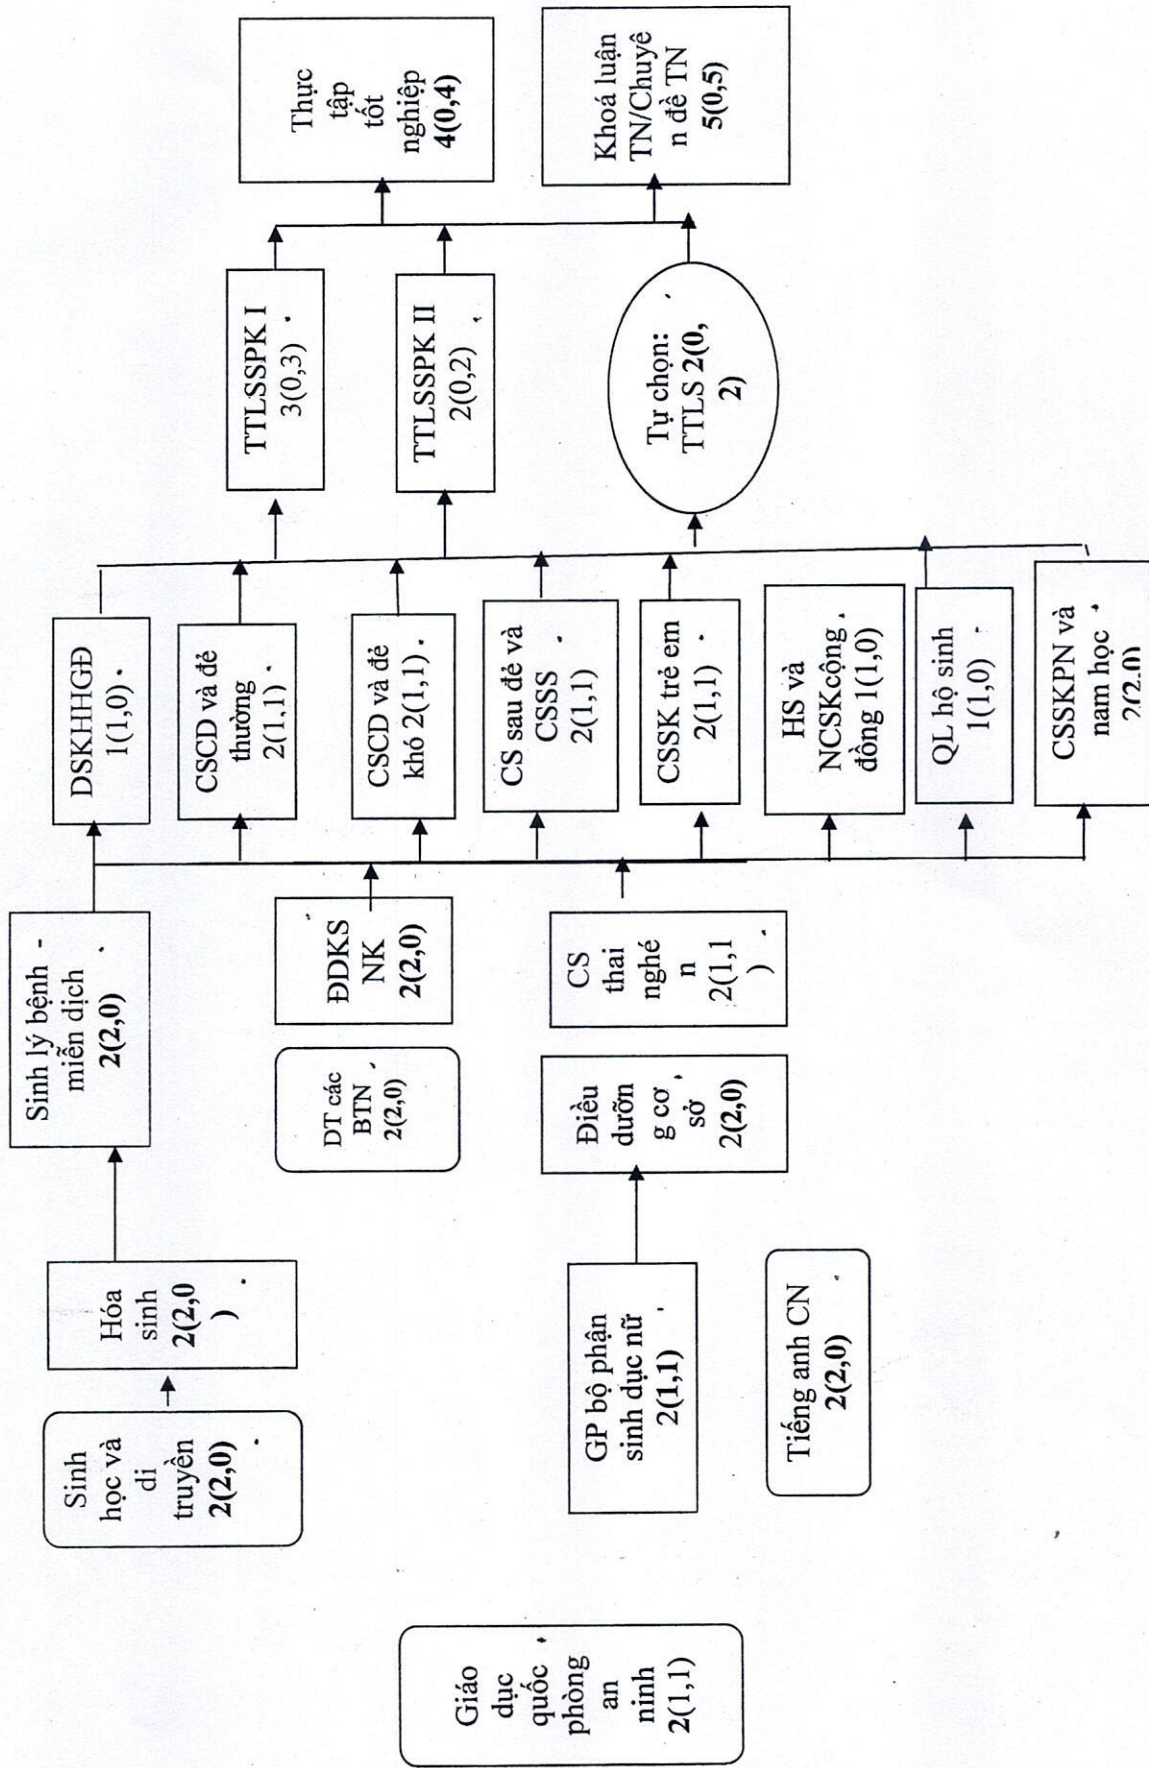 Giáo
dục
quốc
phòng
an
ninh
2(1,1)
Sinh
học và
di
truyền
2(2,0)
Hóa
sinh
2(2,0
)
GP bộ phận
sinh dục nữ
2(1,1)
Tiếng anh CN
2(2,0)
Sinh lý bệnh -
miễn dịch
2(2,0)
DT các
BTN
2(2,0)
Điều
dưỡn
g cơ
sở
2(2,0)
ĐDKS
NK
2(2,0)
CS
thai
nghé
n
2(1,1
)
DSKHHGĐ
1(1,0)
CSCD và đẻ
thường
2(1,1)
CSCD và đẻ
khó 2(1,1)
CS sau đẻ và
CSSS
2(1,1)
CSSK trẻ em
2(1,1)
HS và
NCSKcộng
đồng 1(1,0)
QL hộ sinh
1(1,0)
CSSKPN và
nam học
2(2,0)
TTLSSPK I
3(0,3)
TTLSSPK II
2(0,2)
Tự chọn:
TTLS 2(0,
2)
Thực
tập
tốt
nghiệp
4(0,4)
Khoá luận
TN/Chuyê
n đề TN
5(0,5)